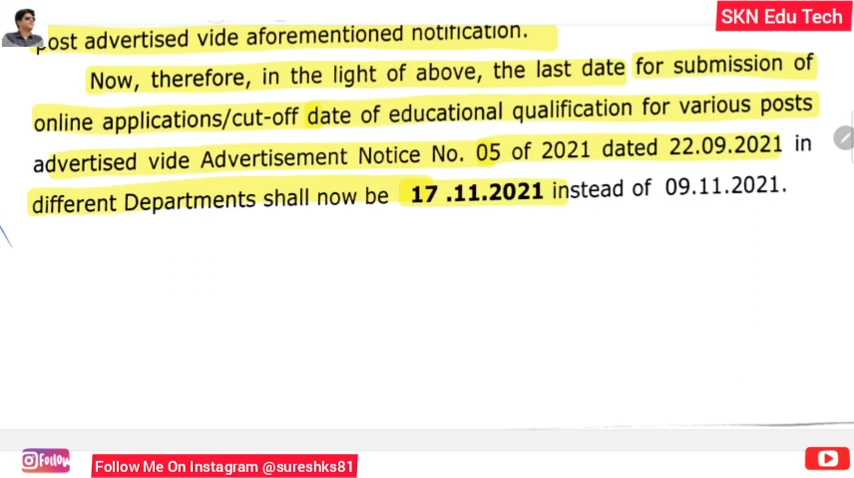 SKN Edu Tech
post advertised vide aforementioned notification.
Now, therefore, in the light of above, the last date for submission of
online applications/cut-off date of educational qualification for various posts
advertised vide Advertisement Notice No. 05 of 2021 dated 22.09.2021 in
different Departments shall now be 17 .11.2021 instead of 09.11.2021.
Follow
Follow Me On Instagram @sureshks81